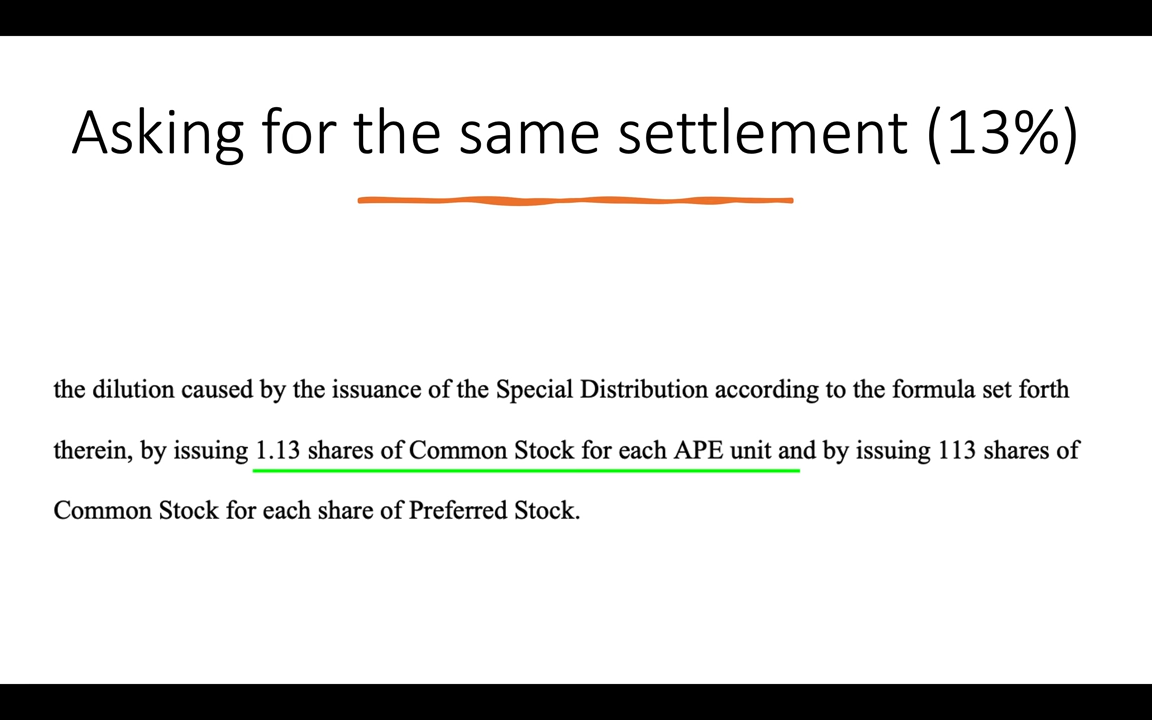 Asking for the same settlement (13%)
the dilution caused by the issuance of the Special Distribution according to the formula set forth
therein, by issuing 1.13 shares of Common Stock for each APE unit and by issuing 113 shares of
Common Stock for each share of Preferred Stock.